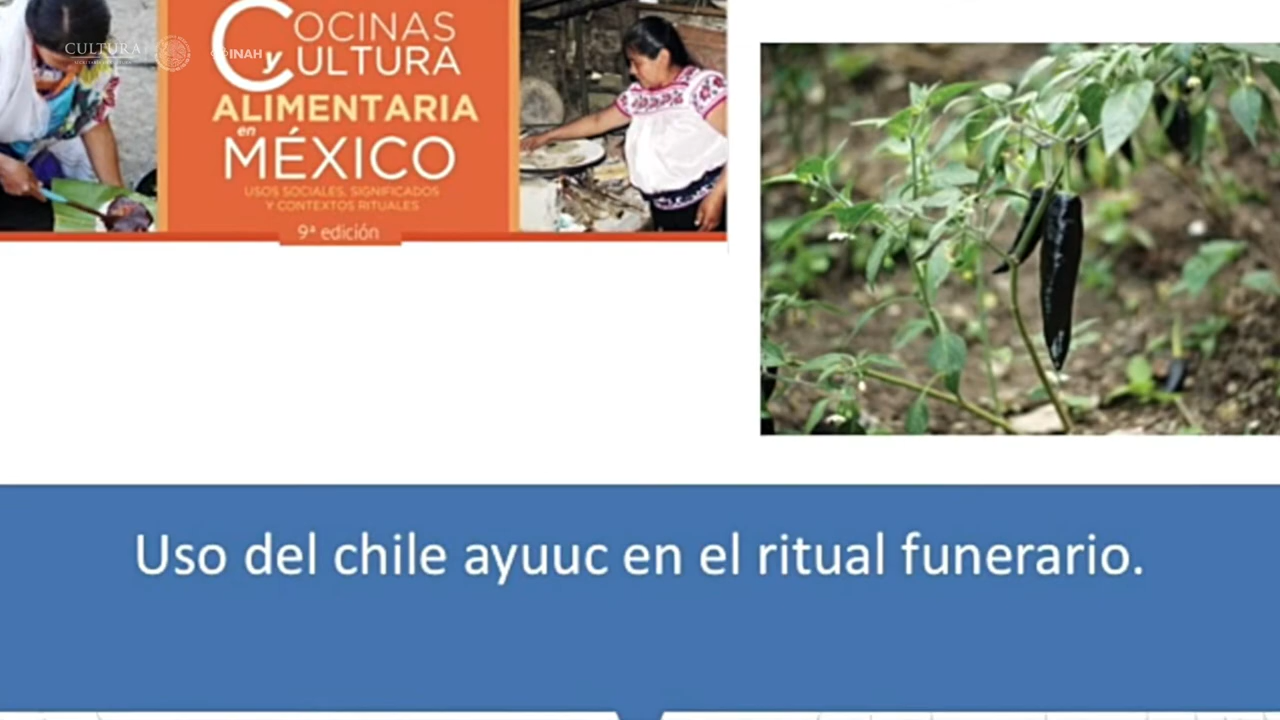 CULTURA
INAH
COCINAS
y CULTURA
ALIMENTARIA
en
MÉXICO
USOS SOCIALES, SIGNIFICADOS
Y CONTEXTOS RITUALES
9ª edición
Uso del chile ayuuc en el ritual funerario.